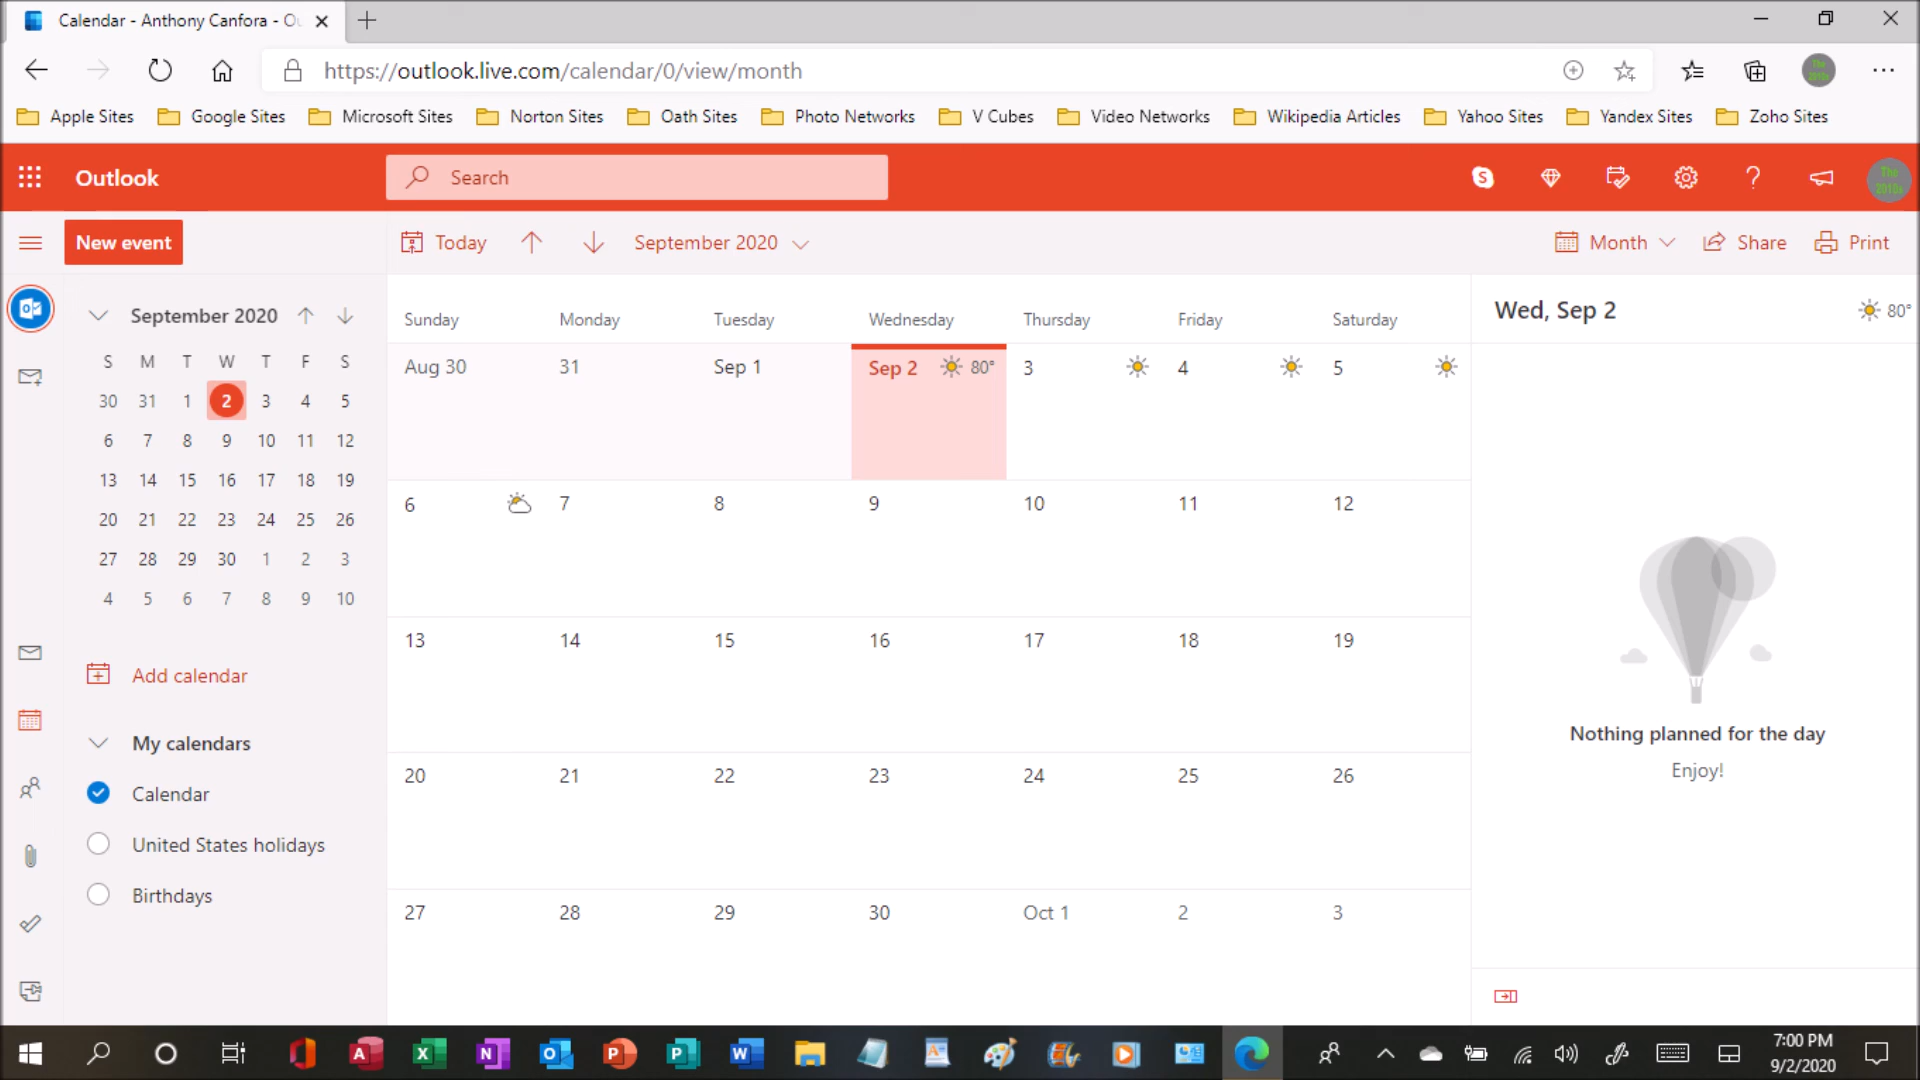 Calendar - Anthony Canfora - Ou
https://outlook.live.com/calendar/0/view/month
Apple Sites Google Sites Microsoft Sites Norton Sites Oath Sites Photo Networks V Cubes Video Networks Wikipedia Articles Yahoo Sites Yandex Sites Zoho Sites
Outlook Search The 2010s
New event Today September 2020 Month Share Print
September 2020
S M T W T F S
30 31 1 2 3 4 5
6 7 8 9 10 11 12
13 14 15 16 17 18 19
20 21 22 23 24 25 26
27 28 29 30 1 2 3
4 5 6 7 8 9 10
Add calendar
My calendars
Calendar
United States holidays
Birthdays
Sunday Monday Tuesday Wednesday Thursday Friday Saturday
Aug 30 31 Sep 1 Sep 2 80° 3 4 5
6 7 8 9 10 11 12
13 14 15 16 17 18 19
20 21 22 23 24 25 26
27 28 29 30 Oct 1 2 3
Wed, Sep 2 80°
Nothing planned for the day
Enjoy!
7:00 PM
9/2/2020